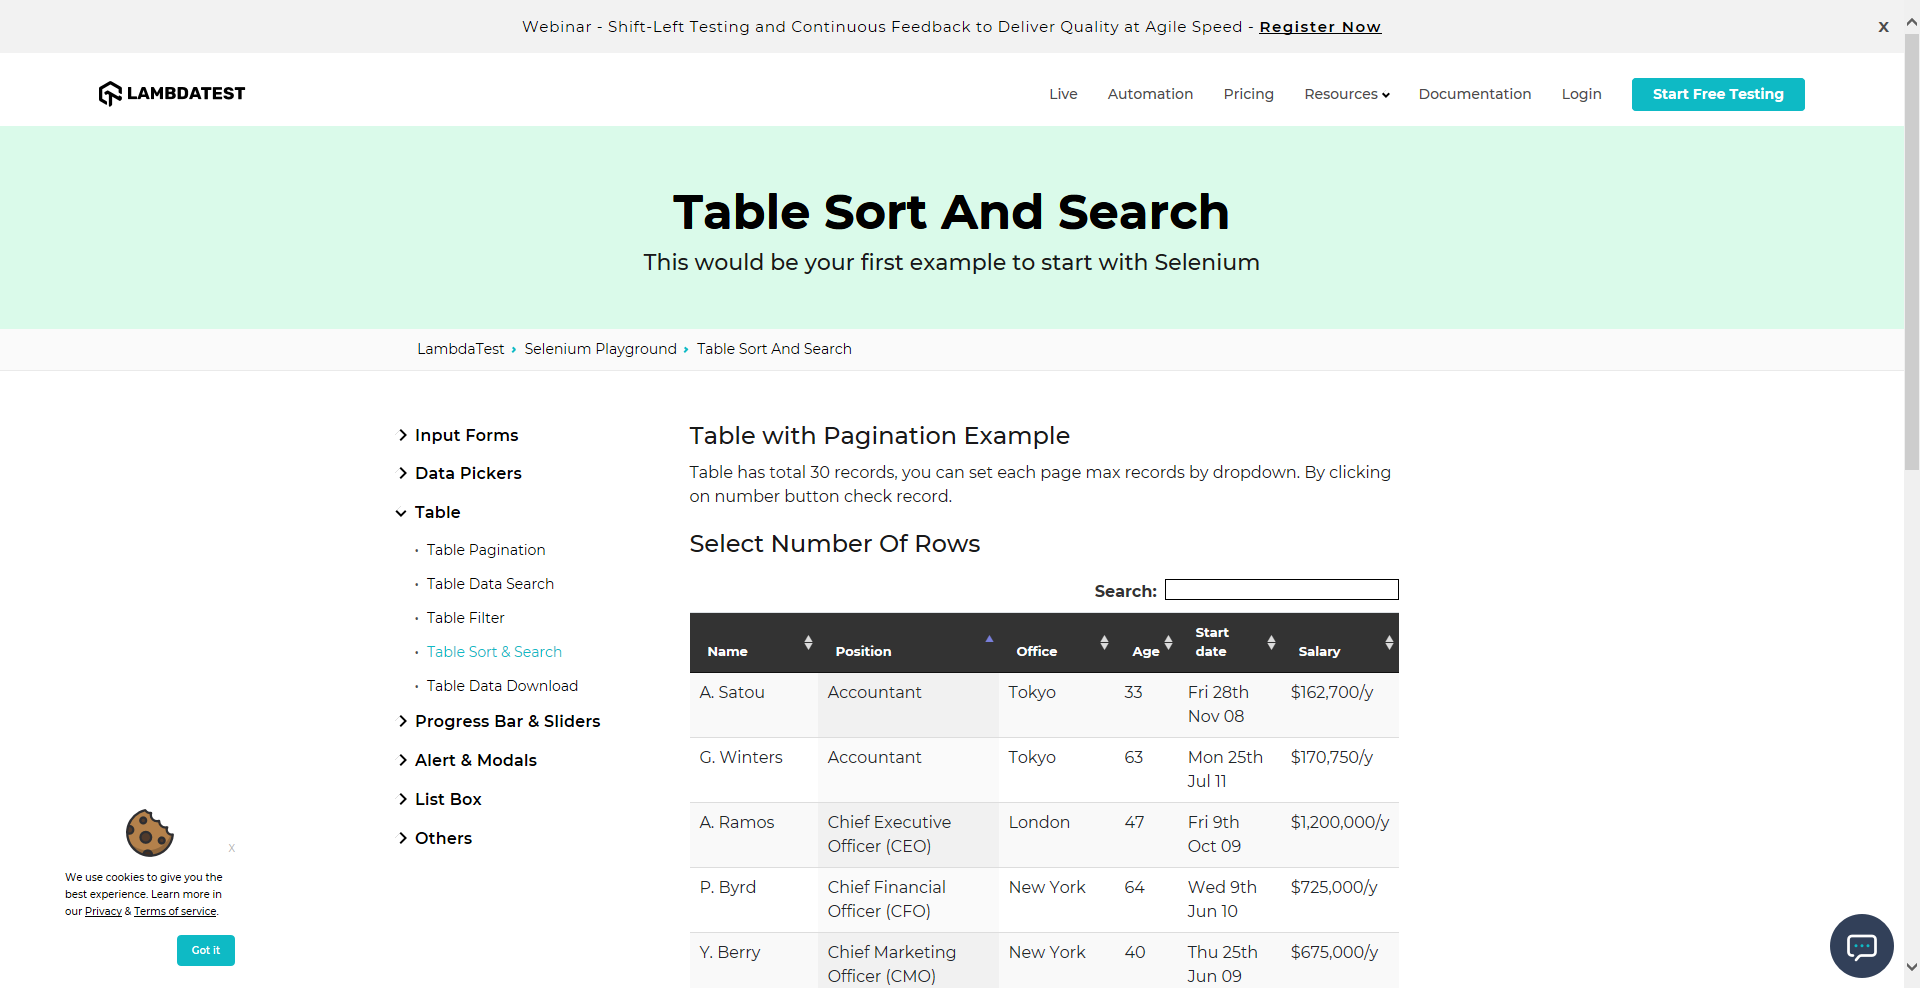 Webinar - Shift-Left Testing and Continuous Feedback to Deliver Quality at Agile Speed - Register Now
X
LAMBDATEST
Live
Automation
Pricing
Resources
Documentation
Login
Start Free Testing
Table Sort And Search
This would be your first example to start with Selenium
LambdaTest › Selenium Playground › Table Sort And Search
Input Forms
Data Pickers
Table
Table Pagination
Table Data Search
Table Filter
Table Sort & Search
Table Data Download
Progress Bar & Sliders
Alert & Modals
List Box
Others
Table with Pagination Example
Table has total 30 records, you can set each page max records by dropdown. By clicking
on number button check record.
Select Number Of Rows
Search:
Name Position Office Age Start date Salary
A. Satou Accountant Tokyo 33 Fri 28th $162,700/y
Nov 08
G. Winters Accountant Tokyo 63 Mon 25th $170,750/y
Jul 11
A. Ramos Chief Executive London 47 Fri 9th $1,200,000/y
Officer (CEO) Oct 09
P. Byrd Chief Financial New York 64 Wed 9th $725,000/y
Officer (CFO) Jun 10
Y. Berry Chief Marketing New York 40 Thu 25th $675,000/y
Officer (CMO) Jun 09
X
We use cookies to give you the
best experience. Learn more in
our Privacy & Terms of service.
Got it